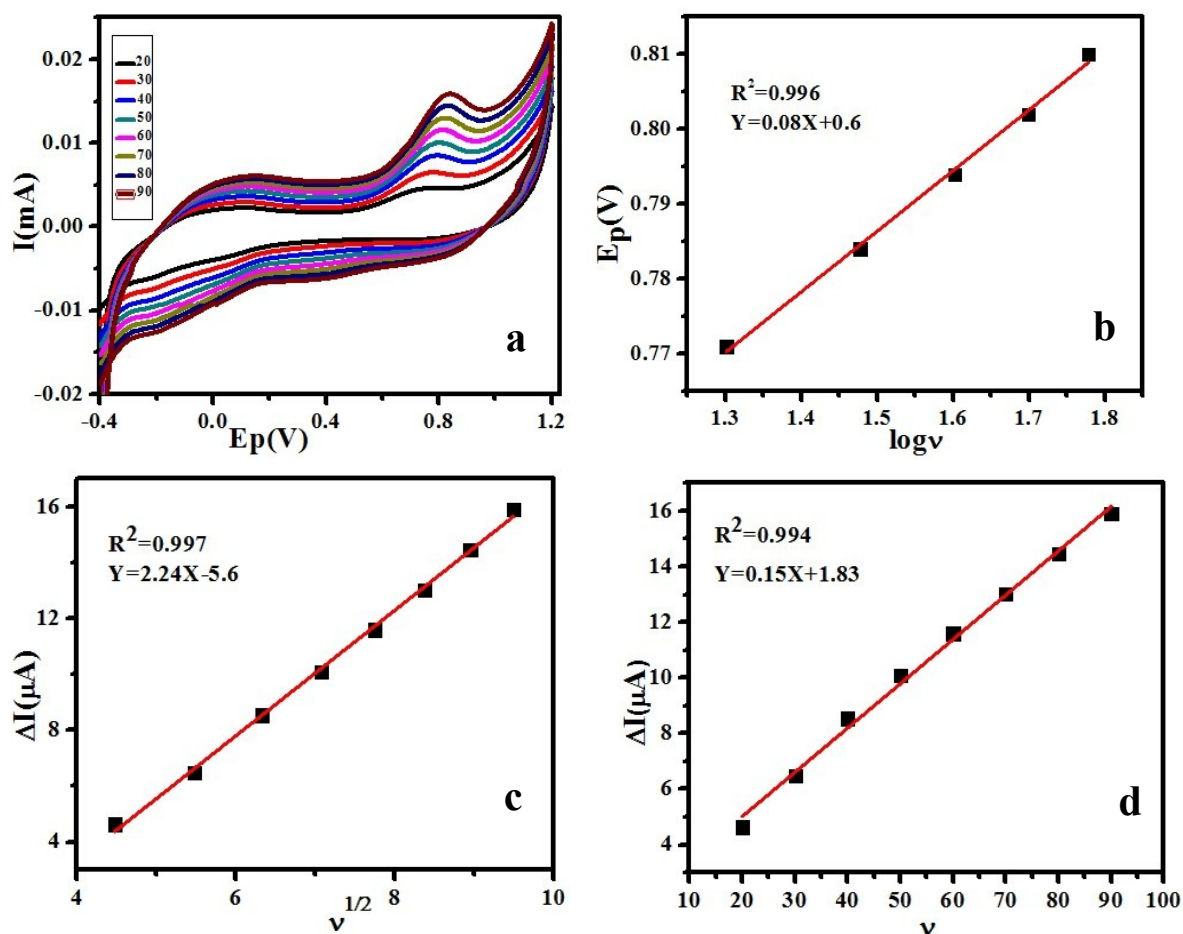 0.02
0.01
0.00
-0.01
-0.02
I(mA)
20
30
40
50
60
70
80
90
a
-0.4 0.0 0.4 0.8 1.2
Ep(V)
0.81
0.80
0.79
0.78
0.77
Ep(V)
R²=0.996
Y=0.08X+0.6
b
1.3 1.4 1.5 1.6 1.7 1.8
logν
16
12
8
4
ΔI(μA)
R²=0.997
Y=2.24X-5.6
c
4 6 8 10
ν^1/2
16
14
12
10
8
6
4
ΔI(μA)
R²=0.994
Y=0.15X+1.83
d
10 20 30 40 50 60 70 80 90 100
ν